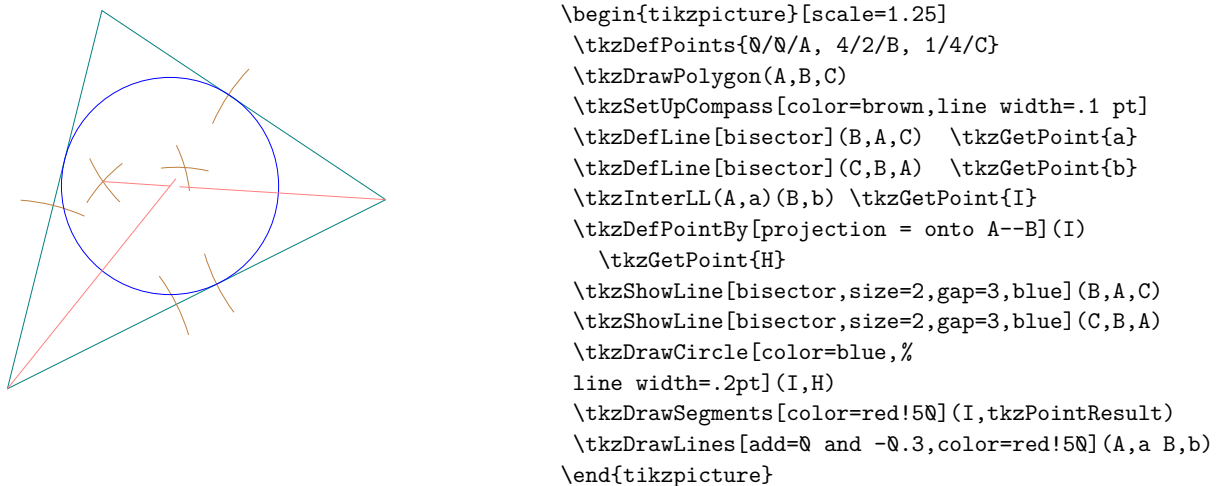 \begin{tikzpicture}[scale=1.25]
\tkzDefPoints{0/0/A, 4/2/B, 1/4/C}
\tkzDrawPolygon(A,B,C)
\tkzSetUpCompass[color=brown,line width=.1 pt]
\tkzDefLine[bisector](B,A,C)  \tkzGetPoint{a}
\tkzDefLine[bisector](C,B,A)  \tkzGetPoint{b}
\tkzInterLL(A,a)(B,b) \tkzGetPoint{I}
\tkzDefPointBy[projection = onto A--B](I)
\tkzGetPoint{H}
\tkzShowLine[bisector,size=2,gap=3,blue](B,A,C)
\tkzShowLine[bisector,size=2,gap=3,blue](C,B,A)
\tkzDrawCircle[color=blue,%
line width=.2pt](I,H)
\tkzDrawSegments[color=red!50](I,tkzPointResult)
\tkzDrawLines[add=0 and -0.3,color=red!50](A,a B,b)
\end{tikzpicture}